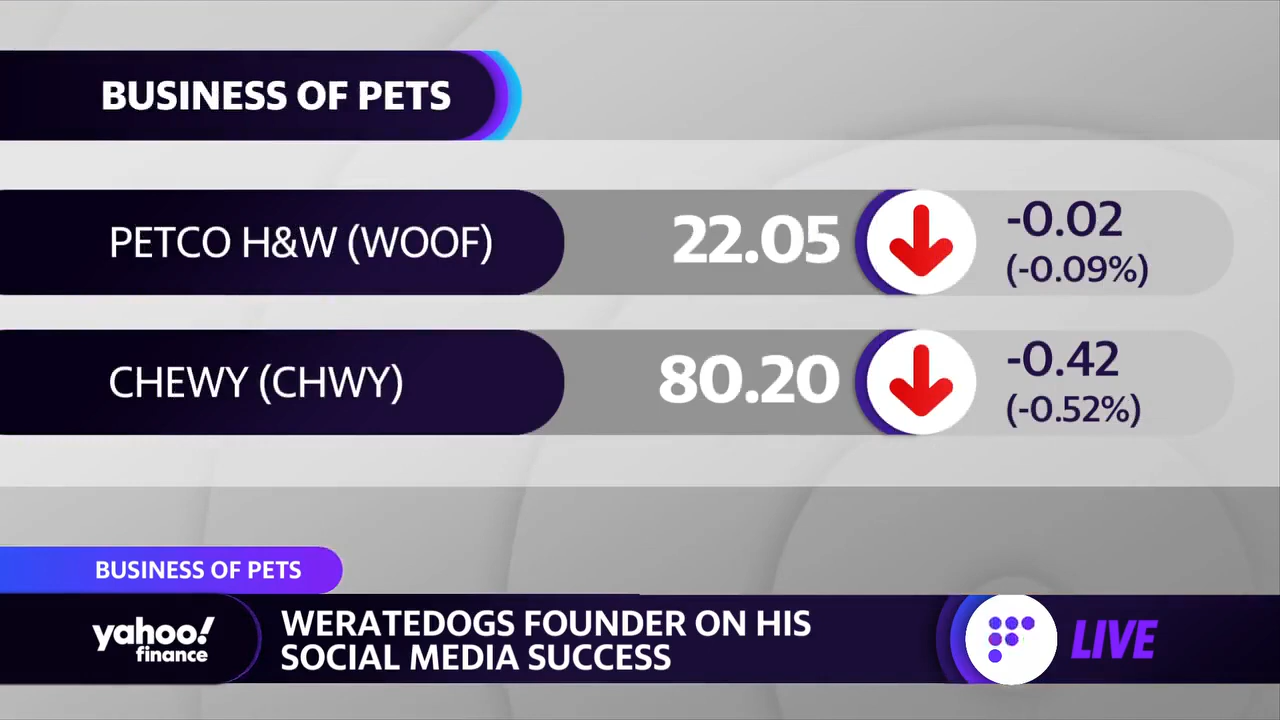 BUSINESS OF PETS
PETCO H&W (WOOF) 22.05 -0.02
(-0.09%)
CHEWY (CHWY) 80.20 -0.42
(-0.52%)
BUSINESS OF PETS
yahoo!
finance
WERATEDOGS FOUNDER ON HIS
SOCIAL MEDIA SUCCESS
LIVE